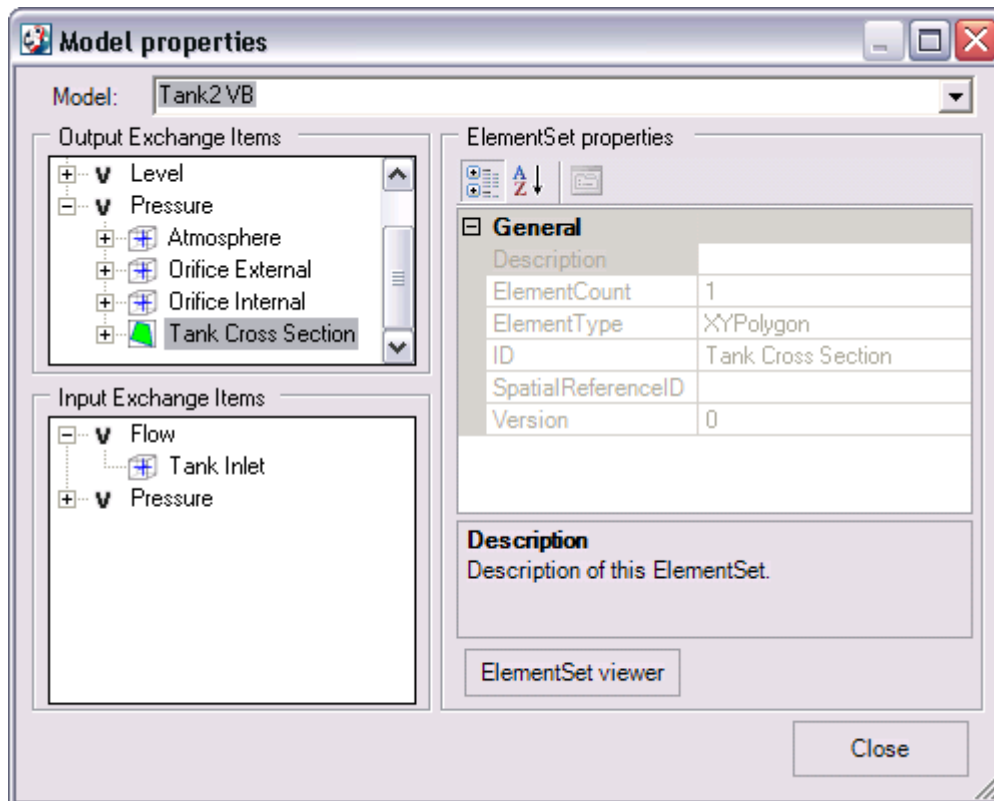 Model properties
Model: Tank2 VB
Output Exchange Items
Level
Pressure
Atmosphere
Orifice External
Orifice Internal
Tank Cross Section
Input Exchange Items
Flow
Tank Inlet
Pressure
ElementSet properties
A
Z
General
Description
ElementCount 1
ElementType XYPolygon
ID Tank Cross Section
SpatialReferenceID
Version 0
Description
Description of this ElementSet.
ElementSet viewer
Close